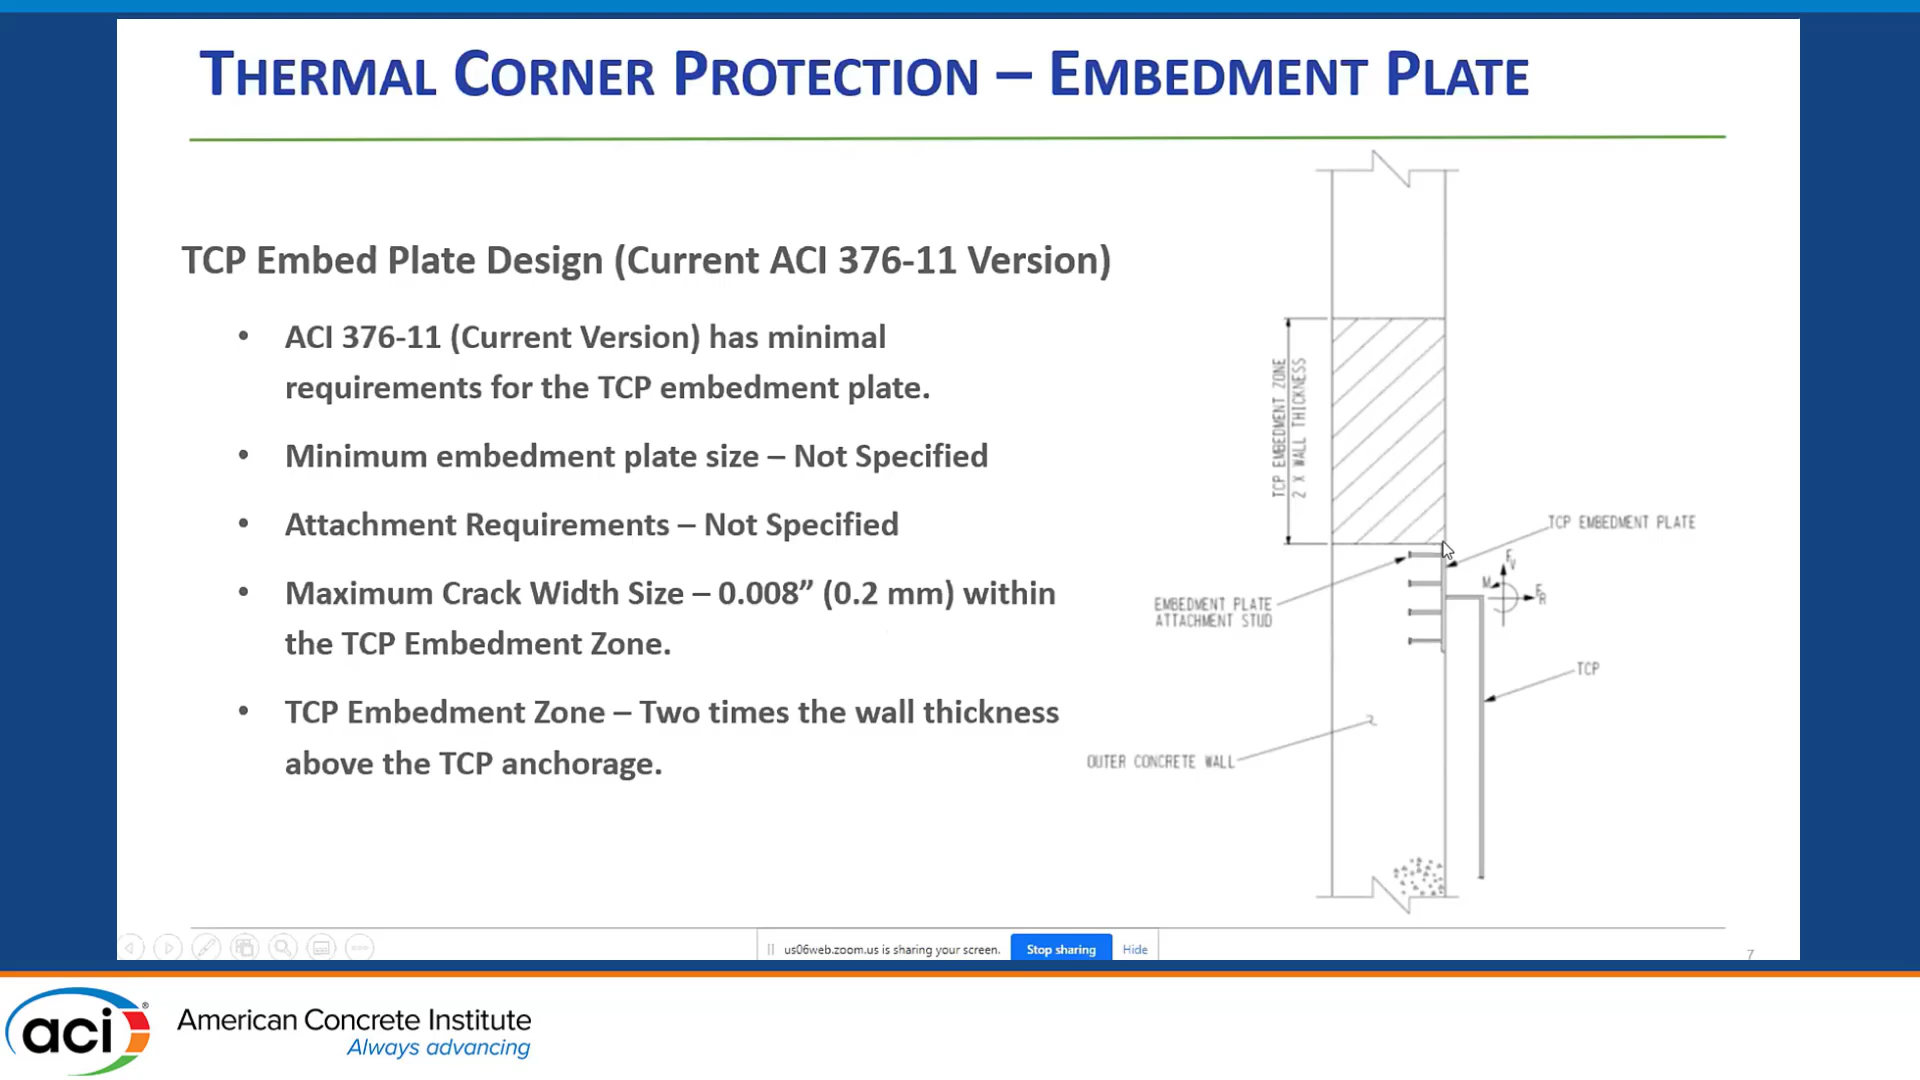 THERMAL CORNER PROTECTION – EMBEDMENT PLATE
TCP Embed Plate Design (Current ACI 376-11 Version)
• ACI 376-11 (Current Version) has minimal
requirements for the TCP embedment plate.
• Minimum embedment plate size – Not Specified
• Attachment Requirements – Not Specified
• Maximum Crack Width Size – 0.008” (0.2 mm) within
the TCP Embedment Zone.
• TCP Embedment Zone – Two times the wall thickness
above the TCP anchorage.
TCP EMBEDMENT ZONE
2 X WALL THICKNESS
TCP EMBEDMENT PLATE
FV
M
FR
EMBEDMENT PLATE
ATTACHMENT STUD
TCP
OUTER CONCRETE WALL
us06web.zoom.us is sharing your screen.
Stop sharing
Hide
7
aci®
American Concrete Institute
Always advancing